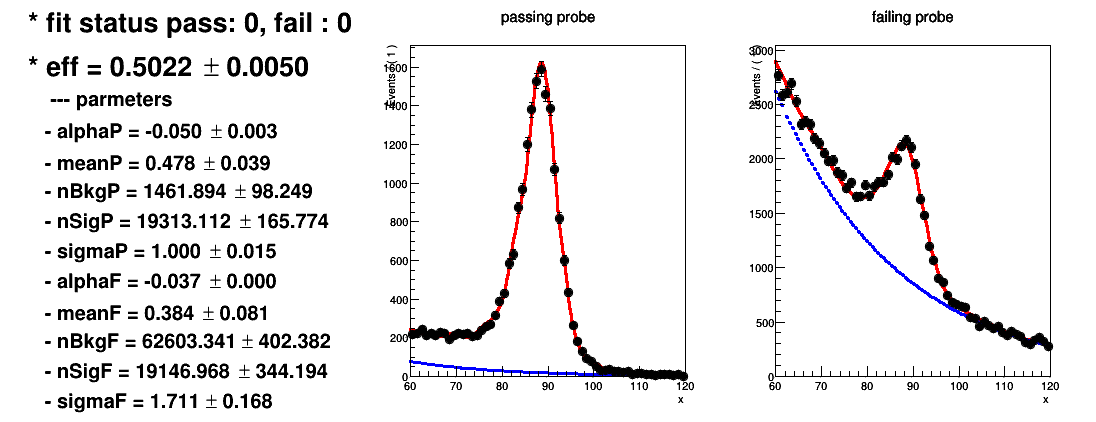 * fit status pass: 0, fail : 0
* eff = 0.5022 ± 0.0050
--- parmeters
- alphaP = -0.050 ± 0.003
- meanP = 0.478 ± 0.039
- nBkgP = 1461.894 ± 98.249
- nSigP = 19313.112 ± 165.774
- sigmaP = 1.000 ± 0.015
- alphaF = -0.037 ± 0.000
- meanF = 0.384 ± 0.081
- nBkgF = 62603.341 ± 402.382
- nSigF = 19146.968 ± 344.194
- sigmaF = 1.711 ± 0.168
passing probe
Events / ( 1 )
1600
1400
1200
1000
800
600
400
200
0
60 70 80 90 100 110 120
x
failing probe
Events / (
3000
2500
2000
1500
1000
500
0
60 70 80 90 100 110 120
x